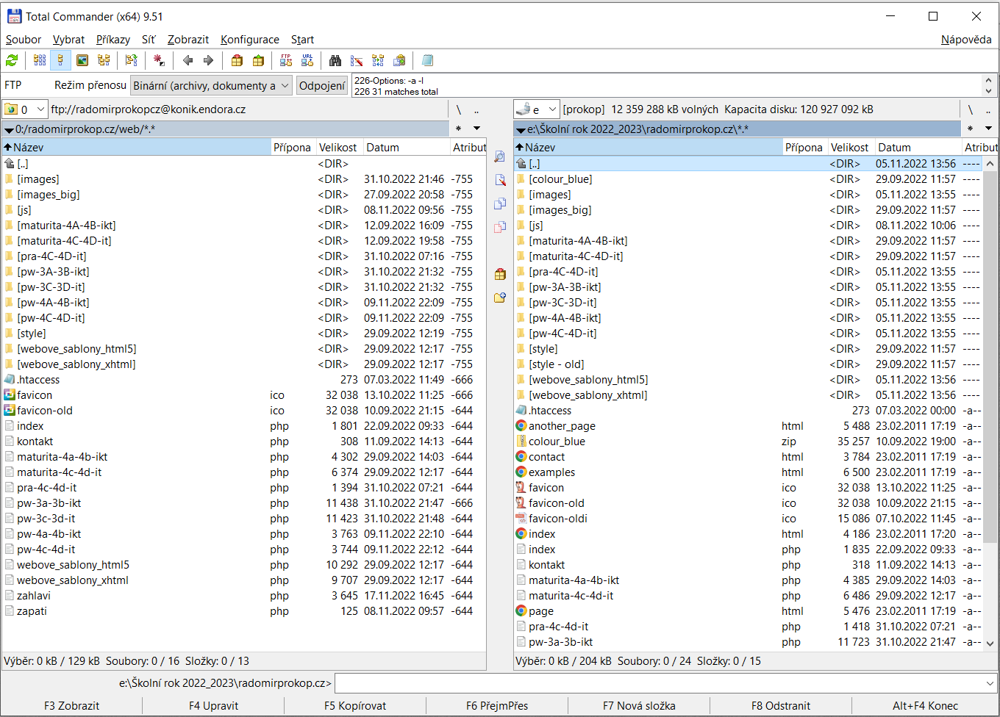 Total Commander (x64) 9.51
Soubor Vybrat Příkazy Síť Zobrazit Konfigurace Start Nápověda
FTP URL
FTP Režim přenosu Binární (archivy, dokumenty a Odpojení
226-Options: -a -l
226 31 matches total
0 ftp://radomirprokopcz@konik.endora.cz \ ..
0:/radomirprokop.cz/web/*.* *
Název Přípona Velikost Datum Atribut
[..] <DIR>
[images] <DIR> 31.10.2022 21:46 -755
[images_big] <DIR> 27.09.2022 20:58 -755
[js] <DIR> 08.11.2022 09:56 -755
[maturita-4A-4B-ikt] <DIR> 12.09.2022 16:09 -755
[maturita-4C-4D-it] <DIR> 12.09.2022 19:58 -755
[pra-4C-4D-it] <DIR> 31.10.2022 07:16 -755
[pw-3A-3B-ikt] <DIR> 31.10.2022 21:32 -755
[pw-3C-3D-it] <DIR> 31.10.2022 21:32 -755
[pw-4A-4B-ikt] <DIR> 09.11.2022 22:09 -755
[pw-4C-4D-it] <DIR> 09.11.2022 22:09 -755
[style] <DIR> 29.09.2022 12:19 -755
[webove_sablony_html5] <DIR> 29.09.2022 12:17 -755
[webove_sablony_xhtml] <DIR> 29.09.2022 12:17 -755
.htaccess 273 07.03.2022 11:49 -666
favicon ico 32 038 13.10.2022 11:25 -666
favicon-old ico 32 038 10.09.2022 21:15 -644
index php 1 801 22.09.2022 09:33 -644
kontakt php 308 11.09.2022 14:13 -644
maturita-4a-4b-ikt php 4 302 29.09.2022 14:03 -644
maturita-4c-4d-it php 6 374 29.09.2022 12:17 -644
pra-4c-4d-it php 1 394 31.10.2022 07:21 -644
pw-3a-3b-ikt php 11 438 31.10.2022 21:47 -666
pw-3c-3d-it php 11 423 31.10.2022 21:48 -644
pw-4a-4b-ikt php 3 763 09.11.2022 22:10 -644
pw-4c-4d-it php 3 744 09.11.2022 22:12 -644
webove_sablony_html5 php 10 292 29.09.2022 12:17 -644
webove_sablony_xhtml php 9 707 29.09.2022 12:17 -644
zahlavi php 3 645 17.11.2022 16:45 -644
zapati php 125 08.11.2022 09:57 -644
Výběr: 0 kB / 129 kB Soubory: 0 / 16 Složky: 0 / 13
e [prokop] 12 359 288 kB volných Kapacita disku: 120 927 092 kB \ ..
e:\Školní rok 2022_2023\radomirprokop.cz\*.* *
Název Přípona Velikost Datum Atribut
[..] <DIR> 05.11.2022 13:56 ----
[colour_blue] <DIR> 29.09.2022 11:57 ----
[images] <DIR> 05.11.2022 13:55 ----
[images_big] <DIR> 29.09.2022 11:57 ----
[js] <DIR> 08.11.2022 10:06 ----
[maturita-4A-4B-ikt] <DIR> 29.09.2022 11:57 ----
[maturita-4C-4D-it] <DIR> 29.09.2022 11:57 ----
[pra-4C-4D-it] <DIR> 05.11.2022 13:55 ----
[pw-3A-3B-ikt] <DIR> 05.11.2022 13:55 ----
[pw-3C-3D-it] <DIR> 05.11.2022 13:55 ----
[pw-4A-4B-ikt] <DIR> 05.11.2022 13:55 ----
[pw-4C-4D-it] <DIR> 05.11.2022 13:55 ----
[style] <DIR> 29.09.2022 11:57 ----
[style - old] <DIR> 29.09.2022 11:57 ----
[webove_sablony_html5] <DIR> 05.11.2022 13:56 ----
[webove_sablony_xhtml] <DIR> 05.11.2022 13:56 ----
.htaccess 273 07.03.2022 00:00 -a--
another_page html 5 488 23.02.2011 17:19 -a--
colour_blue zip 35 257 10.09.2022 19:00 -a--
contact html 3 784 23.02.2011 17:19 -a--
examples html 6 500 23.02.2011 17:19 -a--
favicon ico 32 038 13.10.2022 11:25 -a--
favicon-old ico 32 038 10.09.2022 21:15 -a--
favicon-oldi ico 15 086 07.10.2022 11:45 -a--
index html 4 186 23.02.2011 17:20 -a--
index php 1 835 22.09.2022 09:33 -a--
kontakt php 318 11.09.2022 14:13 -a--
maturita-4a-4b-ikt php 4 385 29.09.2022 14:03 -a--
maturita-4c-4d-it php 6 486 29.09.2022 12:17 -a--
page html 5 476 23.02.2011 17:19 -a--
pra-4c-4d-it php 1 418 31.10.2022 07:21 -a--
pw-3a-3b-ikt php 11 723 31.10.2022 21:47 -a--
Výběr: 0 kB / 204 kB Soubory: 0 / 24 Složky: 0 / 15
e:\Školní rok 2022_2023\radomirprokop.cz>
F3 Zobrazit F4 Upravit F5 Kopírovat F6 PřejmPřes F7 Nová složka F8 Odstranit Alt+F4 Konec